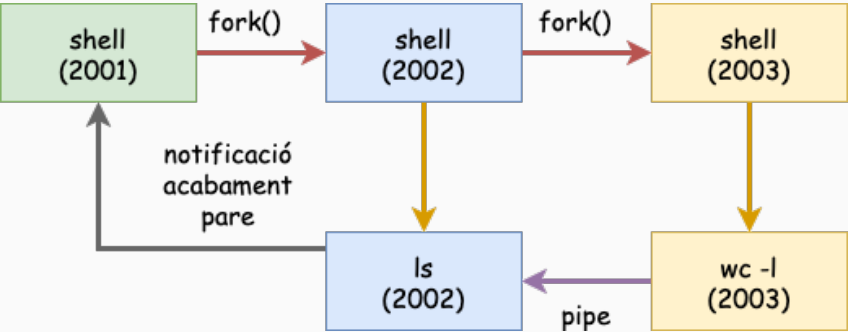 shell
(2001)
fork()
shell
(2002)
fork()
shell
(2003)
notificació
acabament
pare
ls
(2002)
pipe
wc -l
(2003)